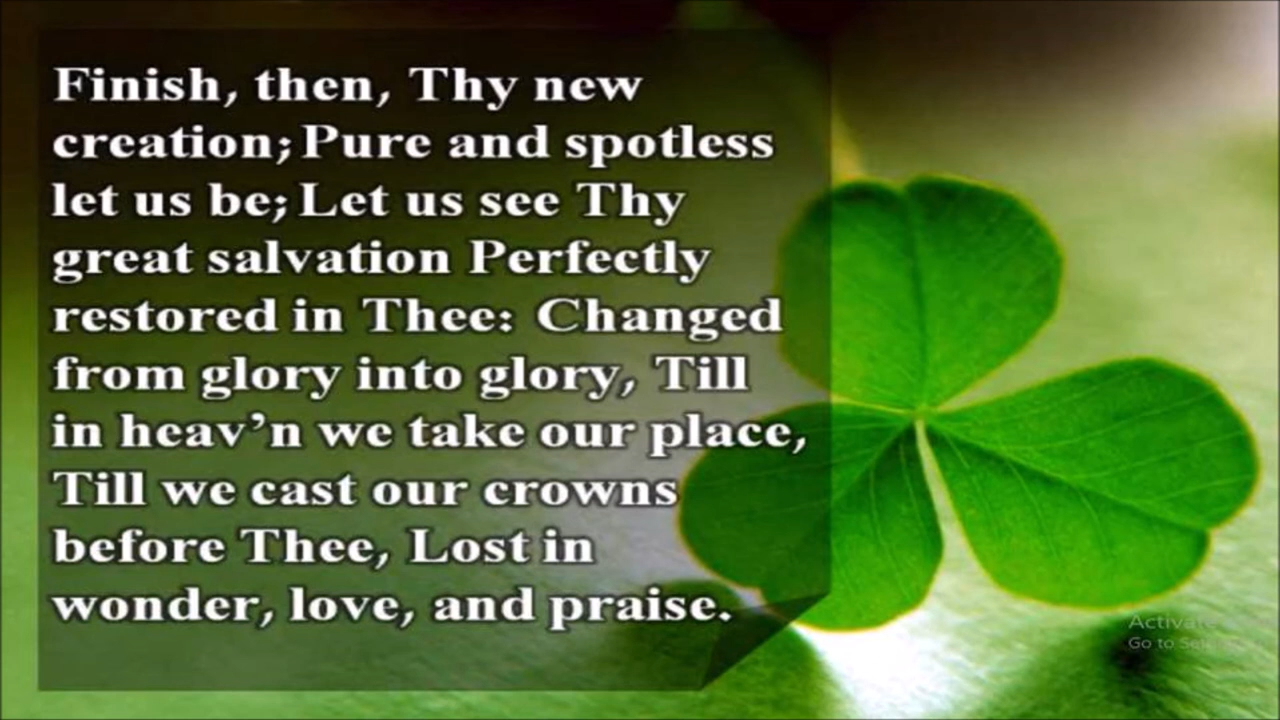 Finish, then, Thy new
creation; Pure and spotless
let us be; Let us see Thy
great salvation Perfectly
restored in Thee: Changed
from glory into glory, Till
in heav’n we take our place,
Till we cast our crowns
before Thee, Lost in
wonder, love, and praise.
Activate
Go to